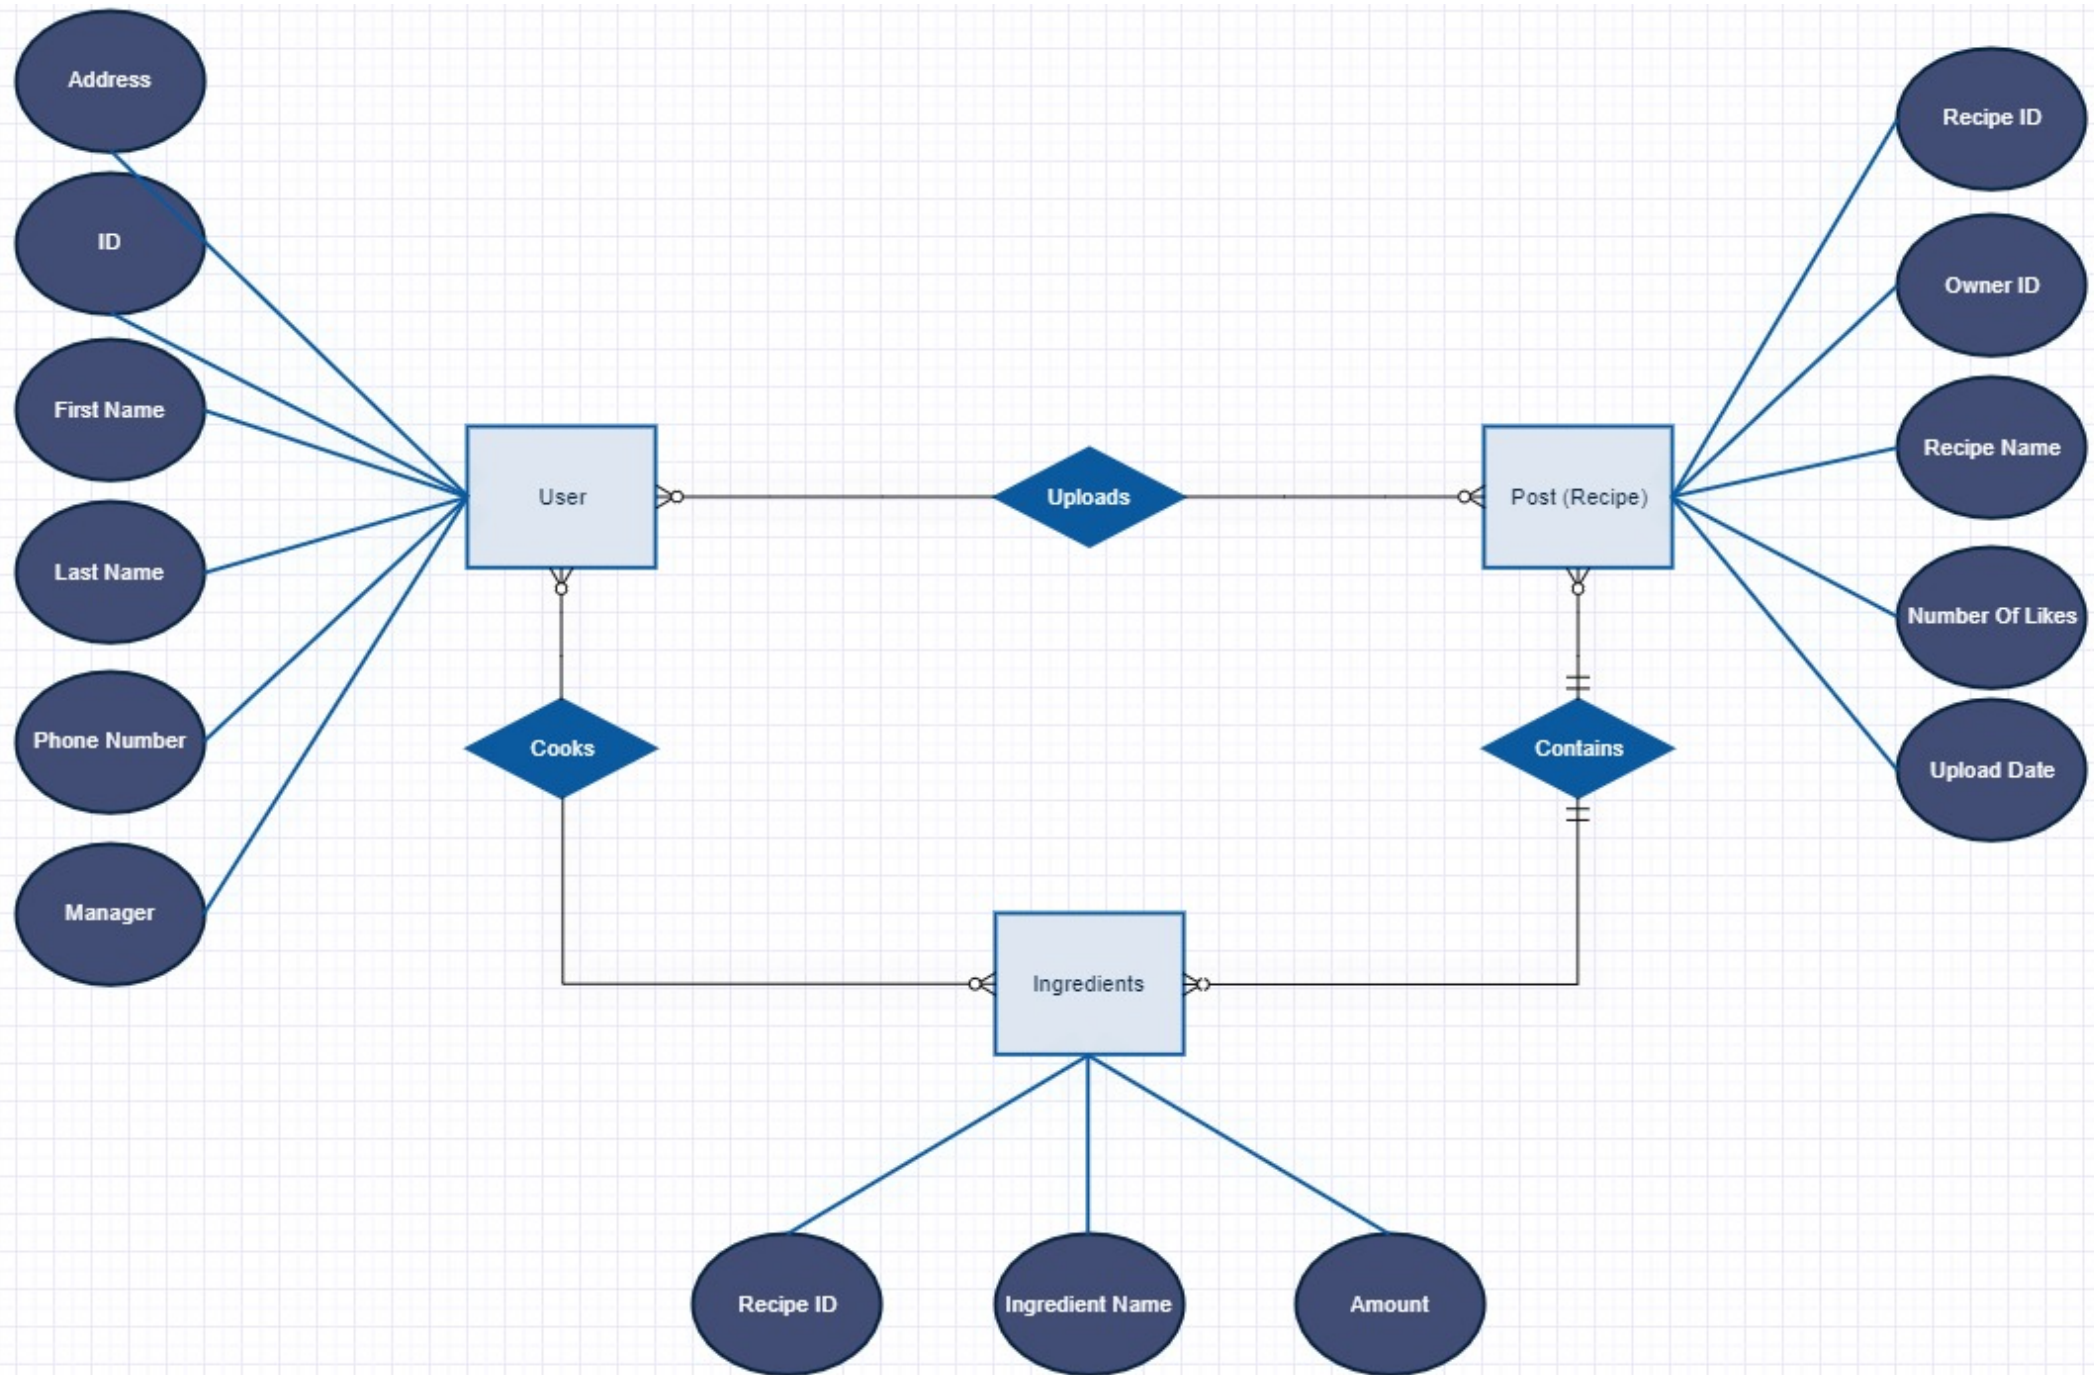 Address
ID
First Name
Last Name
Phone Number
Manager
User
Uploads
Post (Recipe)
Cooks
Contains
Ingredients
Recipe ID
Owner ID
Recipe Name
Number Of Likes
Upload Date
Recipe ID
Ingredient Name
Amount